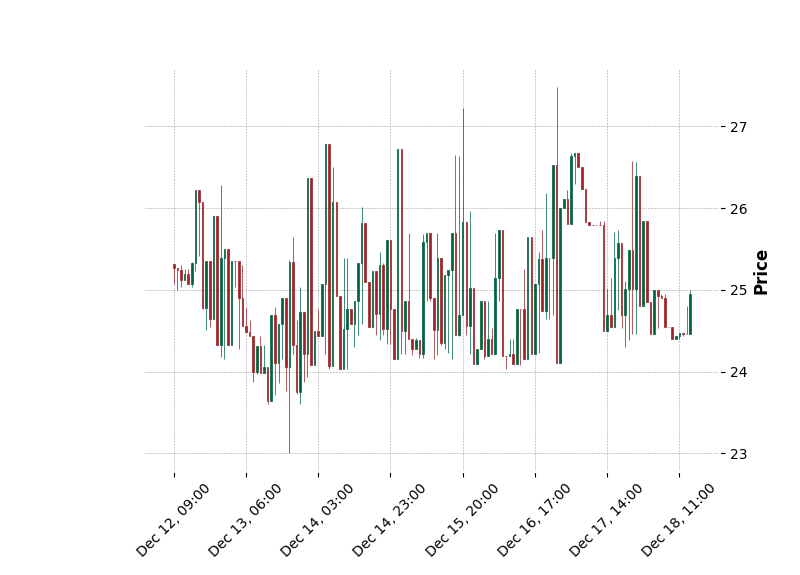 27
26
25
24
23
Price
Dec 12, 09:00
Dec 13, 06:00
Dec 14, 03:00
Dec 14, 23:00
Dec 15, 20:00
Dec 16, 17:00
Dec 17, 14:00
Dec 18, 11:00